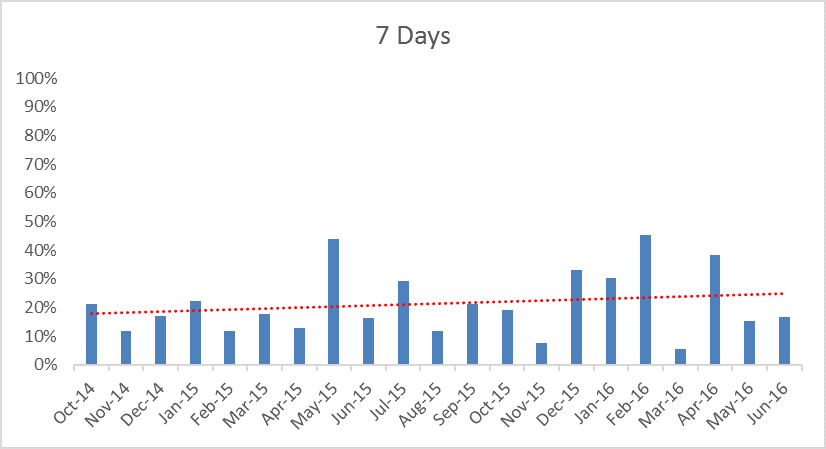 7 Days
100%
90%
80%
70%
60%
50%
40%
30%
20%
10%
0%
Oct-14
Nov-14
Dec-14
Jan-15
Feb-15
Mar-15
Apr-15
May-15
Jun-15
Jul-15
Aug-15
Sep-15
Oct-15
Nov-15
Dec-15
Jan-16
Feb-16
Mar-16
Apr-16
May-16
Jun-16